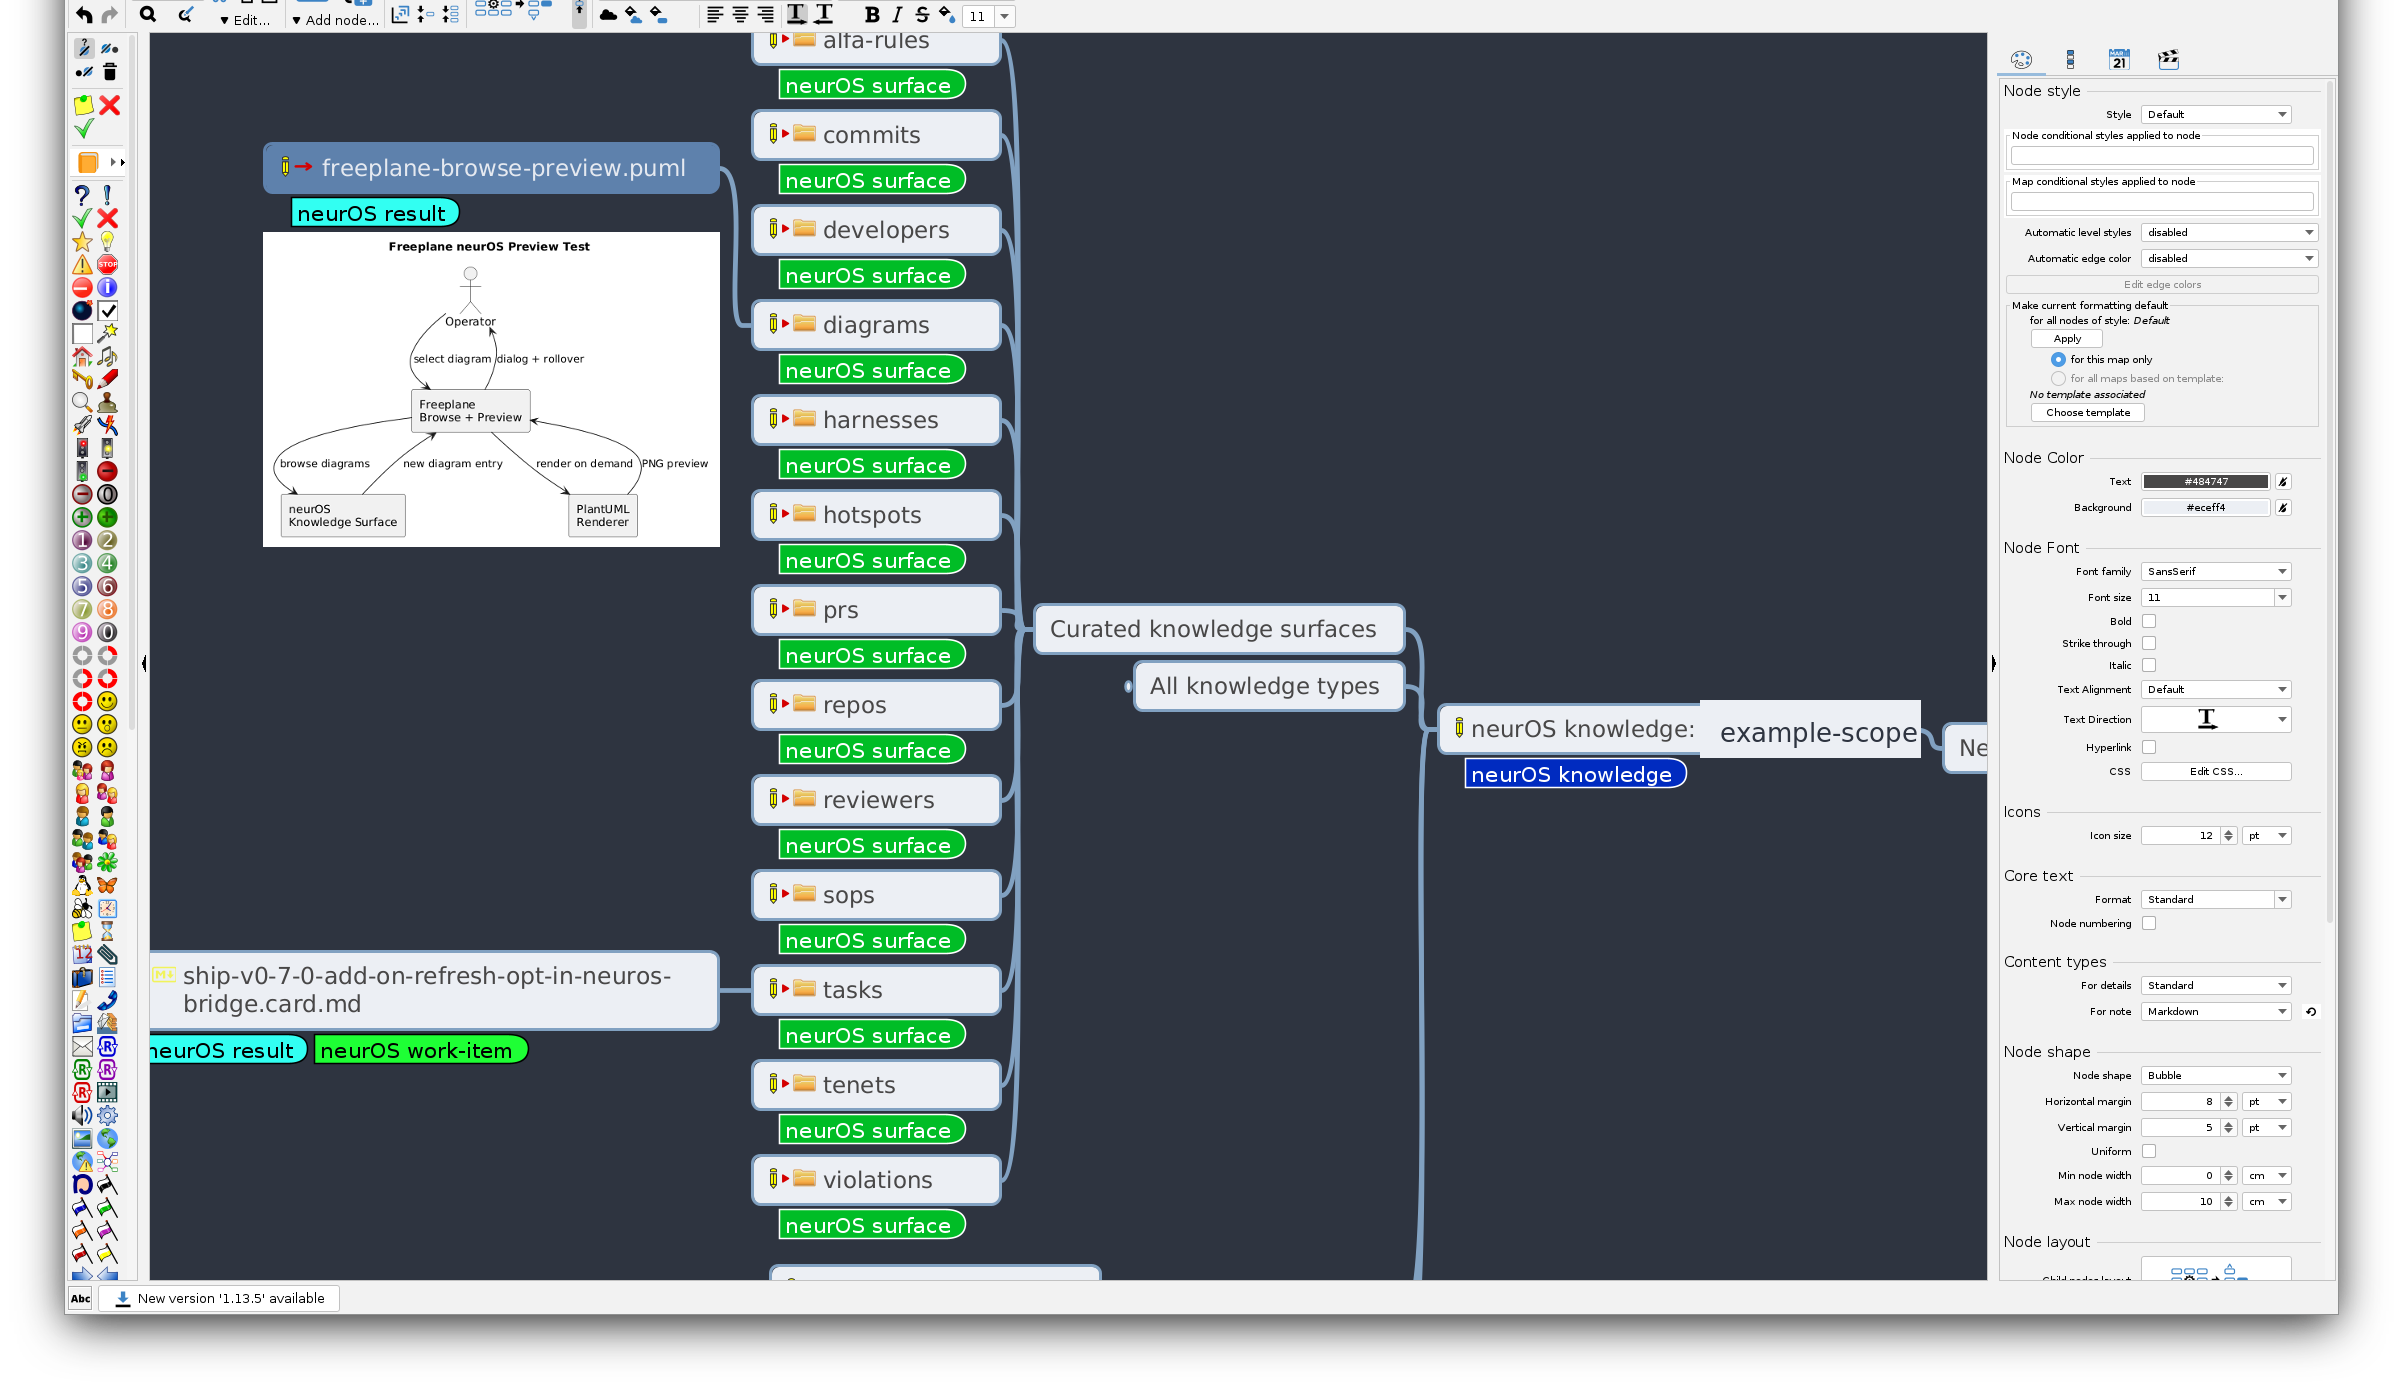 Edit...
Add node...
B I S 11
alfa-rules
neurOS surface
commits
neurOS surface
freeplane-browse-preview.puml
neurOS result
developers
neurOS surface
Freeplane neurOS Preview Test
Operator
select diagram
dialog + rollover
Freeplane
Browse + Preview
browse diagrams
new diagram entry
render on demand
PNG preview
neurOS
Knowledge Surface
PlantUML
Renderer
diagrams
neurOS surface
harnesses
neurOS surface
hotspots
neurOS surface
prs
neurOS surface
Curated knowledge surfaces
All knowledge types
repos
neurOS surface
neurOS knowledge: example-scope
neurOS knowledge
Ne
reviewers
neurOS surface
sops
neurOS surface
ship-v0-7-0-add-on-refresh-opt-in-neuros-
bridge.card.md
neurOS result
neurOS work-item
tasks
neurOS surface
tenets
neurOS surface
violations
neurOS surface
Abc
New version '1.13.5' available
MAR
21
Node style
Style Default
Node conditional styles applied to node
Map conditional styles applied to node
Automatic level styles disabled
Automatic edge color disabled
Edit edge colors
Make current formatting default
for all nodes of style: Default
Apply
for this map only
for all maps based on template:
No template associated
Choose template
Node Color
Text #484747
Background #eceff4
Node Font
Font family SansSerif
Font size 11
Bold
Strike through
Italic
Text Alignment Default
Text Direction T
Hyperlink
CSS Edit CSS...
Icons
Icon size 12 pt
Core text
Format Standard
Node numbering
Content types
For details Standard
For note Markdown
Node shape
Node shape Bubble
Horizontal margin 8 pt
Vertical margin 5 pt
Uniform
Min node width 0 cm
Max node width 10 cm
Node layout